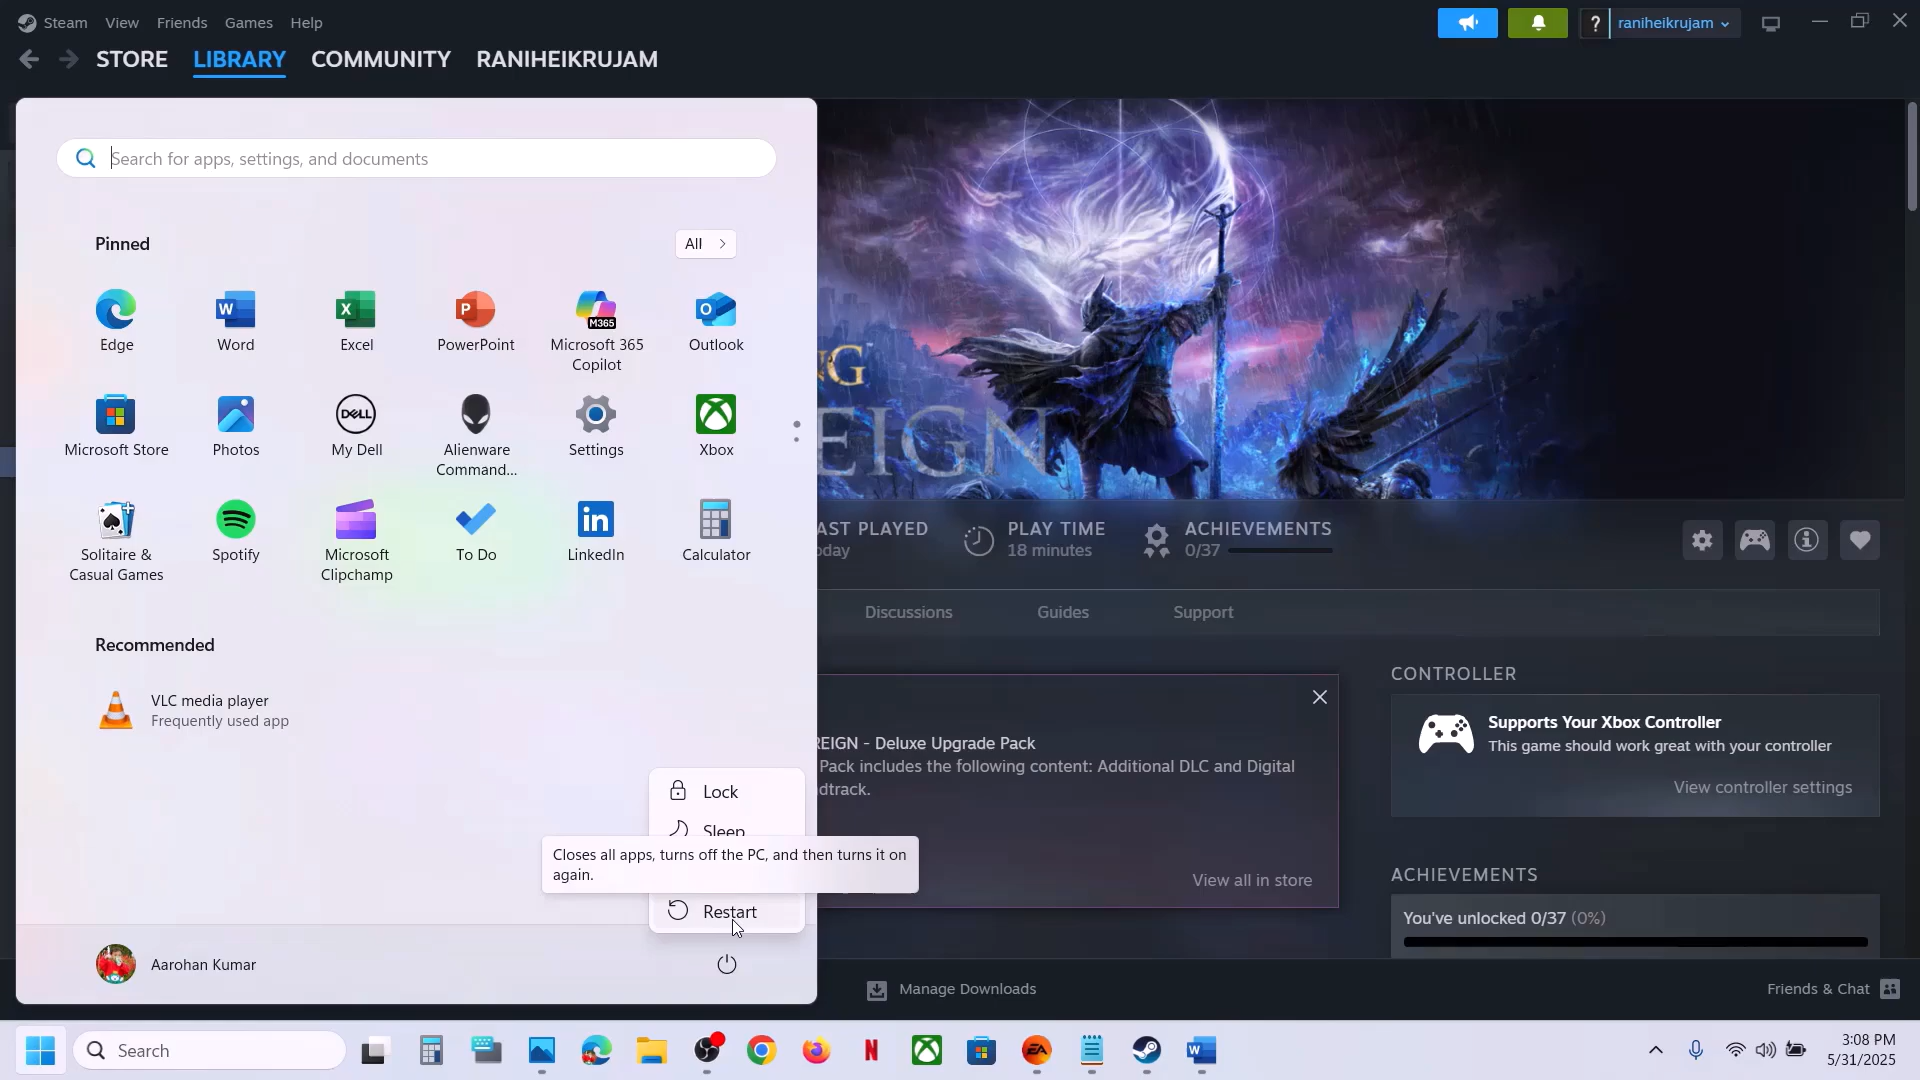 Steam View Friends Games Help
? raniheikrujam
STORE LIBRARY COMMUNITY RANIHEIKRUJAM
Search for apps, settings, and documents
Pinned
All
Edge
Word
Excel
PowerPoint
Microsoft 365
Copilot
Outlook
M365
Microsoft Store
Photos
My Dell
Alienware
Command...
Settings
Xbox
DELL
Solitaire &
Casual Games
Spotify
Microsoft
Clipchamp
To Do
LinkedIn
Calculator
Recommended
VLC media player
Frequently used app
Lock
Sleep
Closes all apps, turns off the PC, and then turns it on
again.
Restart
Aarohan Kumar
NG
EIGN
AST PLAYED
oday
PLAY TIME
18 minutes
ACHIEVEMENTS
0/37
Discussions Guides Support
REIGN - Deluxe Upgrade Pack
Pack includes the following content: Additional DLC and Digital
dtrack.
View all in store
CONTROLLER
Supports Your Xbox Controller
This game should work great with your controller
View controller settings
ACHIEVEMENTS
You've unlocked 0/37 (0%)
Manage Downloads
Friends & Chat
Search
3:08 PM
5/31/2025